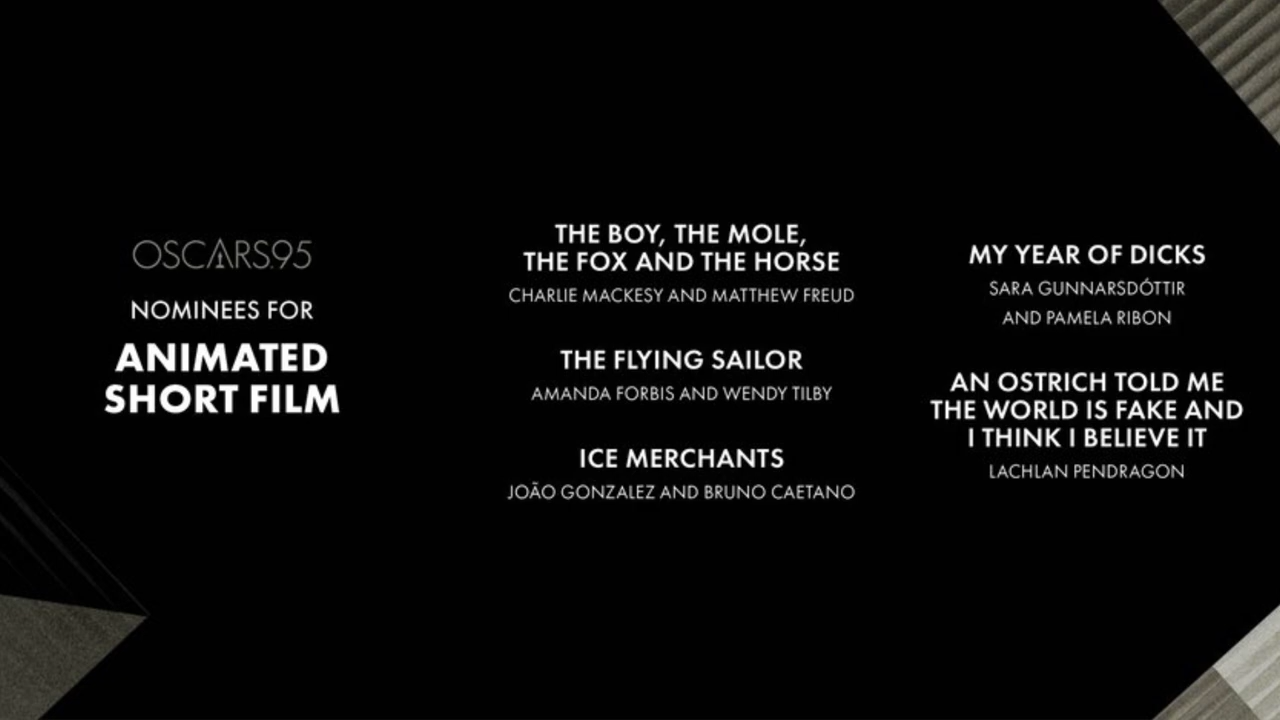 OSCARS95
NOMINEES FOR
ANIMATED
SHORT FILM
THE BOY, THE MOLE,
THE FOX AND THE HORSE
CHARLIE MACKESY AND MATTHEW FREUD
THE FLYING SAILOR
AMANDA FORBIS AND WENDY TILBY
ICE MERCHANTS
JOÃO GONZALEZ AND BRUNO CAETANO
MY YEAR OF DICKS
SARA GUNNARSDÓTTIR
AND PAMELA RIBON
AN OSTRICH TOLD ME
THE WORLD IS FAKE AND
I THINK I BELIEVE IT
LACHLAN PENDRAGON